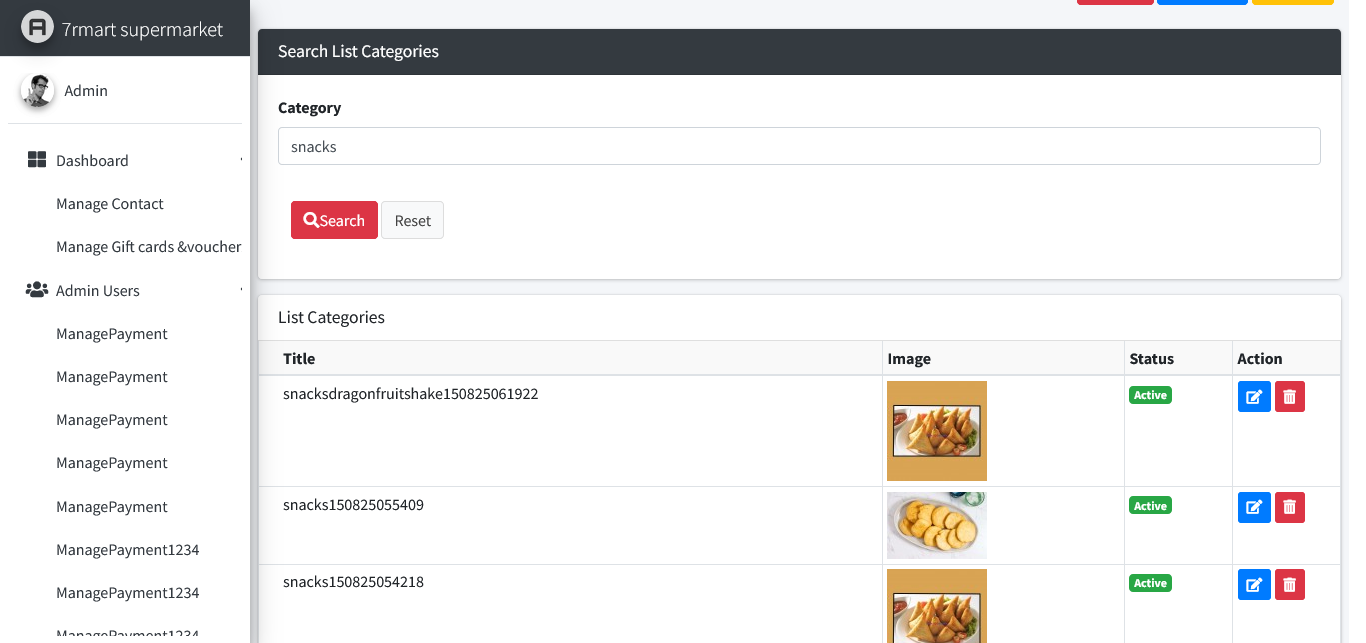 7rmart supermarket
Admin
Dashboard
Manage Contact
Manage Gift cards &voucher
Admin Users
ManagePayment
ManagePayment
ManagePayment
ManagePayment
ManagePayment
ManagePayment1234
ManagePayment1234
ManagePayment1234
Search List Categories
Category
snacks
Search Reset
List Categories
Title Image Status Action
snacksdragonfruitshake150825061922 Active
snacks150825055409 Active
snacks150825054218 Active